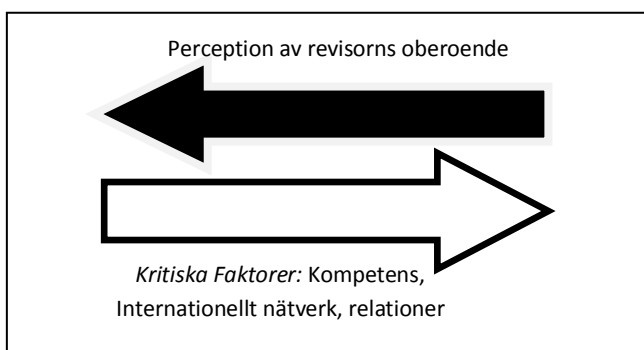 Perception av revisorns oberoende
Kritiska Faktorer: Kompetens,
Internationellt nätverk, relationer